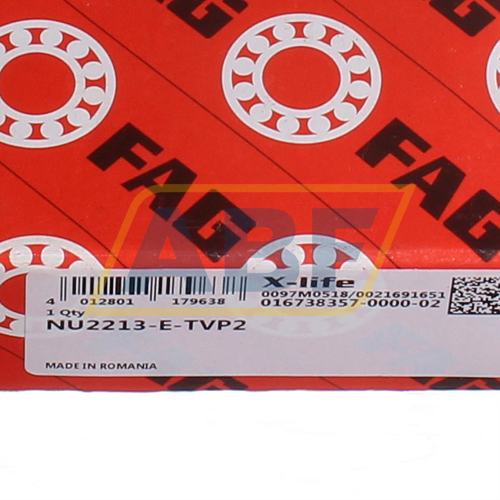 FAG
FAG
FAG
ABF
X-life
4 012801 179638
0097M0518/0021691651
1 Qty
016738357-0000-02
NU2213-E-TVP2
MADE IN ROMANIA